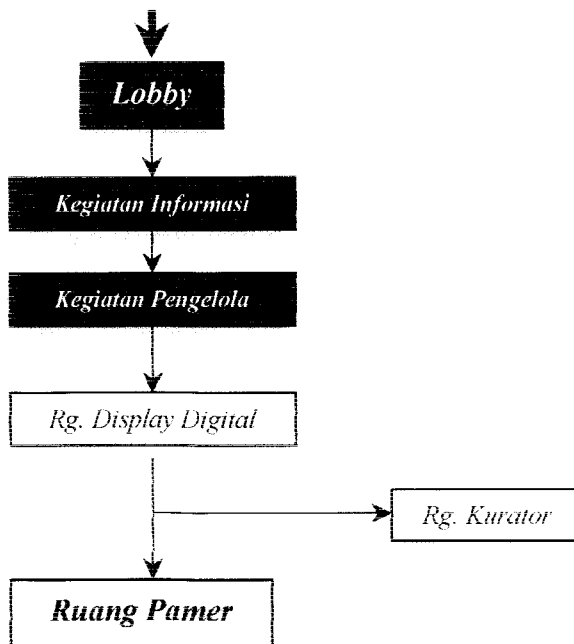 Lobby
Kegiatan Informasi
Kegiatan Pengelola
Rg. Display Digital
Rg. Kurator
Ruang Pamer